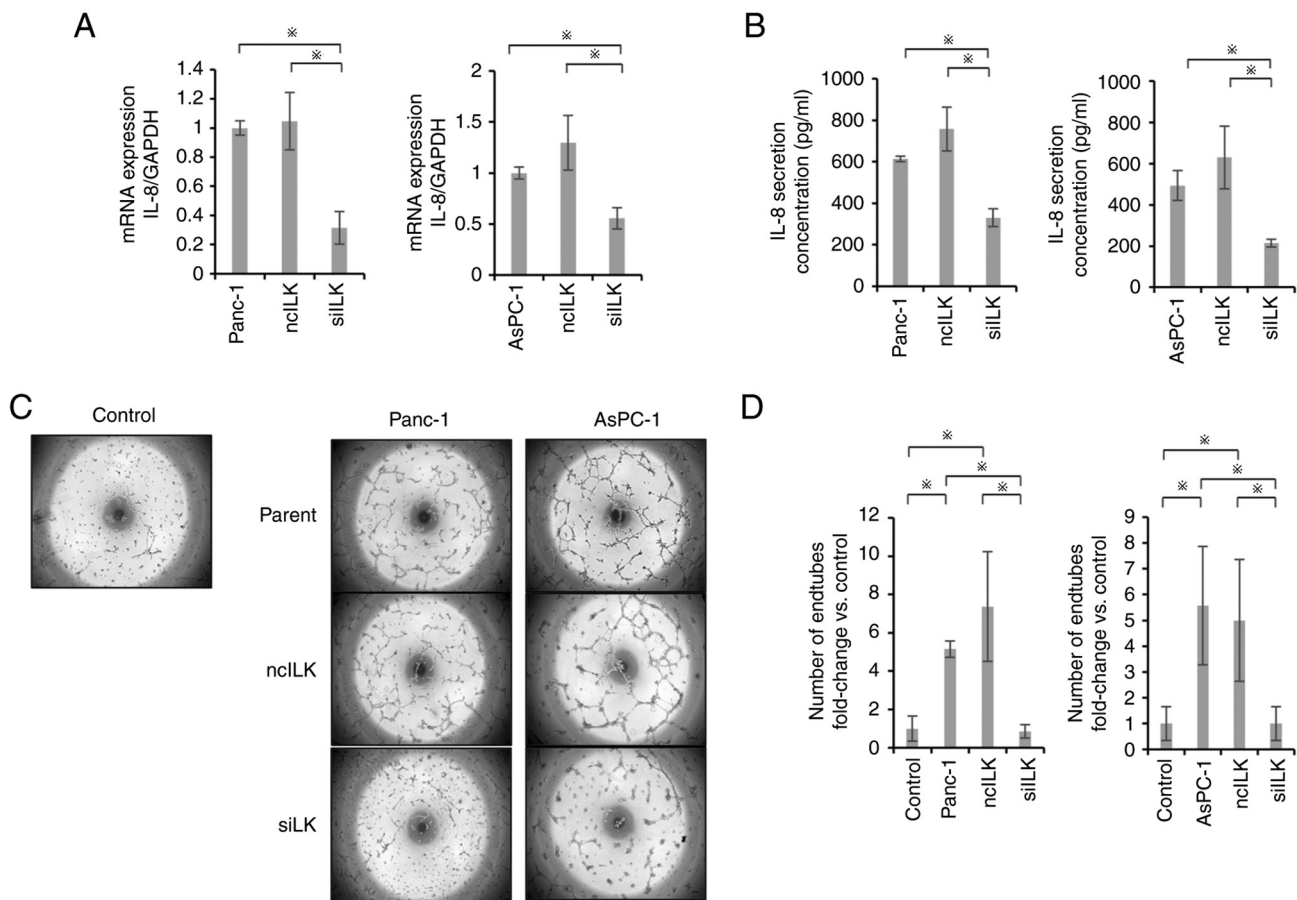 A
※
※
mRNA expression
IL-8/GAPDH
1.4
1.2
1
0.8
0.6
0.4
0.2
0
Panc-1
ncILK
siILK
※
※
mRNA expression
IL-8/GAPDH
2
1.5
1
0.5
0
AsPC-1
ncILK
siILK
B
※
※
IL-8 secretion
concentration (pg/ml)
1000
800
600
400
200
0
Panc-1
ncILK
siILK
※
※
IL-8 secretion
concentration (pg/ml)
1000
800
600
400
200
0
AsPC-1
ncILK
siILK
C
Control
Panc-1
AsPC-1
Parent
ncILK
siLK
D
※
※
※
※
Number of endtubes
fold-change vs. control
12
10
8
6
4
2
0
Control
Panc-1
ncILK
siILK
※
※
※
※
Number of endtubes
fold-change vs. control
9
8
7
6
5
4
3
2
1
0
Control
AsPC-1
ncILK
siILK